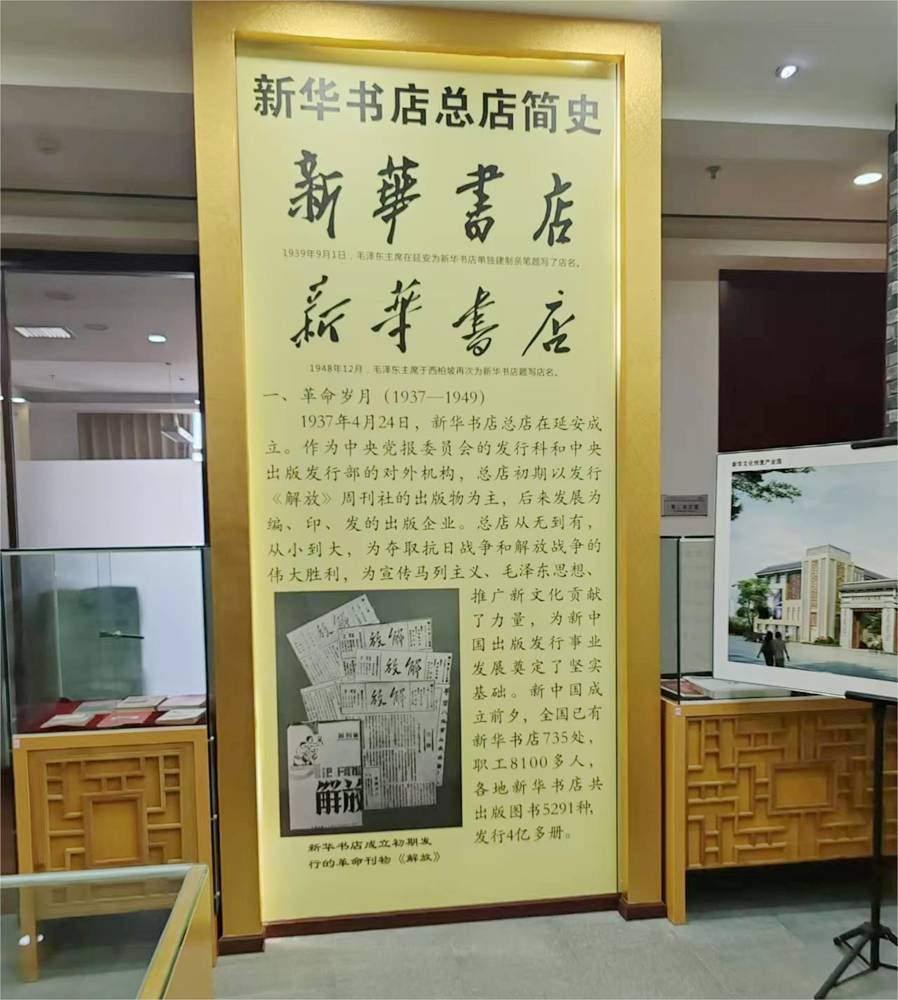 新华书店总店简史
新華書店
1939年9月1日，毛泽东主席在延安为新华书店单独建制亲笔题写了店名。
新華書店
1948年12月，毛泽东主席于西柏坡再次为新华书店题写店名。
一、革命岁月（1937—1949）
1937年4月24日，新华书店总店在延安成
立。作为中央党报委员会的发行科和中央
出版发行部的对外机构，总店初期以发行
《解放》周刊社的出版物为主，后来发展为
编、印、发的出版企业。总店从无到有，
从小到大，为夺取抗日战争和解放战争的
伟大胜利，为宣传马列主义、毛泽东思想、
推广新文化贡献
了力量，为新中
国出版发行事业
发展奠定了坚实
基础。新中国成
立前夕，全国已有
新华书店735处，
职工8100多人，
各地新华书店共
出版图书5291种，
发行4亿多册。
放解
放解
放解
放解
解放
新华书店成立初期发
行的革命刊物《解放》
新华文化创意产业园